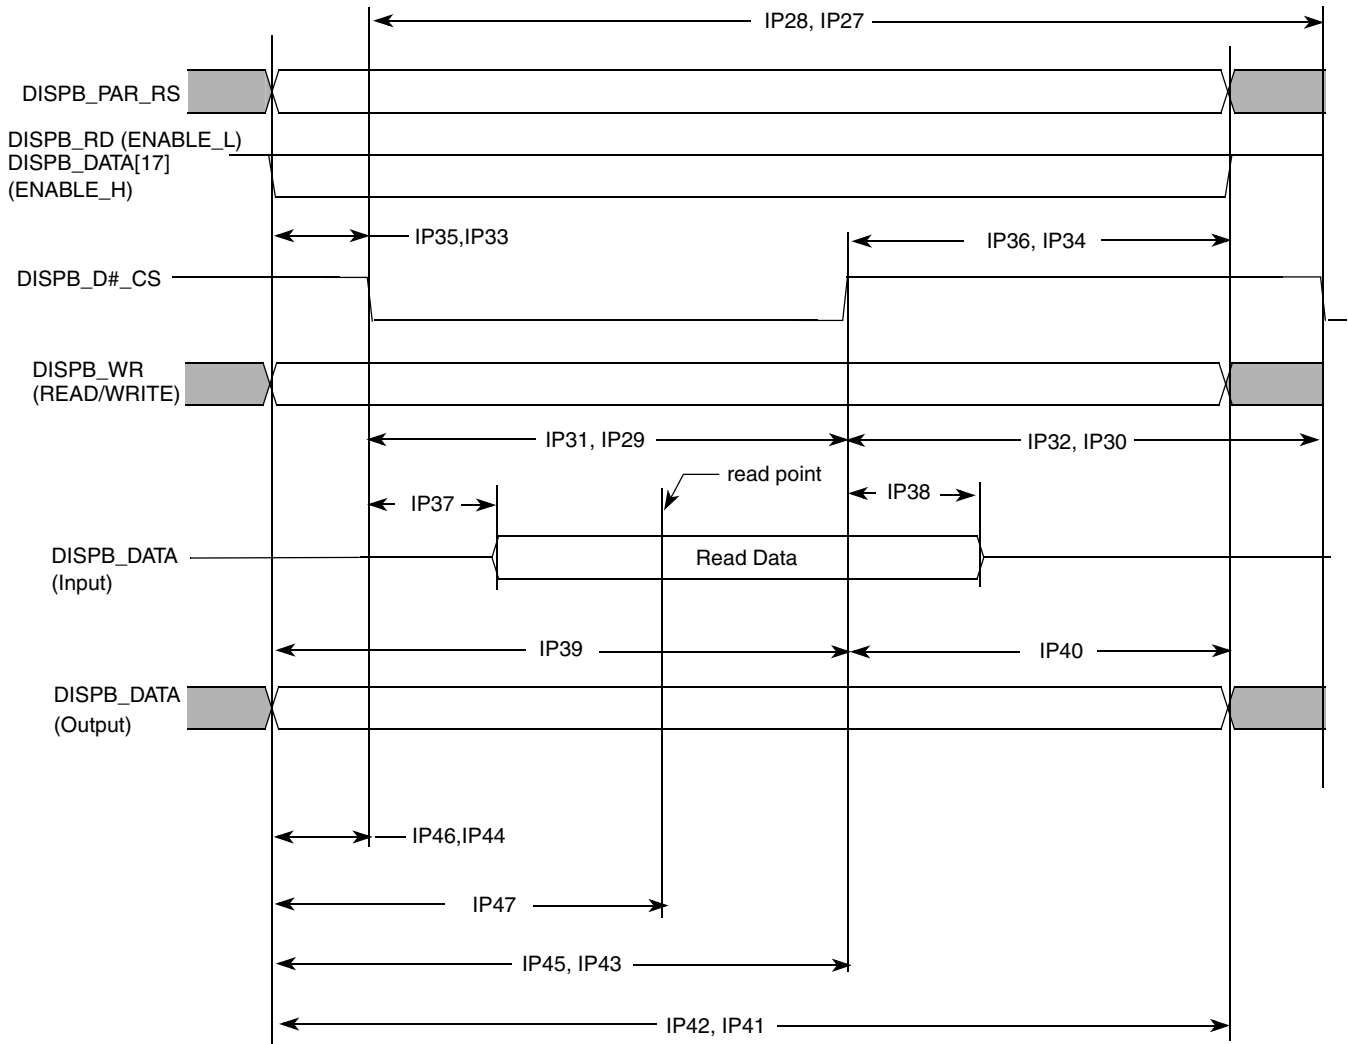 IP28, IP27
DISPB_PAR_RS
DISPB_RD (ENABLE_L)
DISPB_DATA[17]
(ENABLE_H)
IP35,IP33
IP36, IP34
DISPB_D#_CS
DISPB_WR
(READ/WRITE)
IP31, IP29
IP32, IP30
read point
IP37
IP38
DISPB_DATA
(Input)
Read Data
IP39
IP40
DISPB_DATA
(Output)
IP46,IP44
IP47
IP45, IP43
IP42, IP41